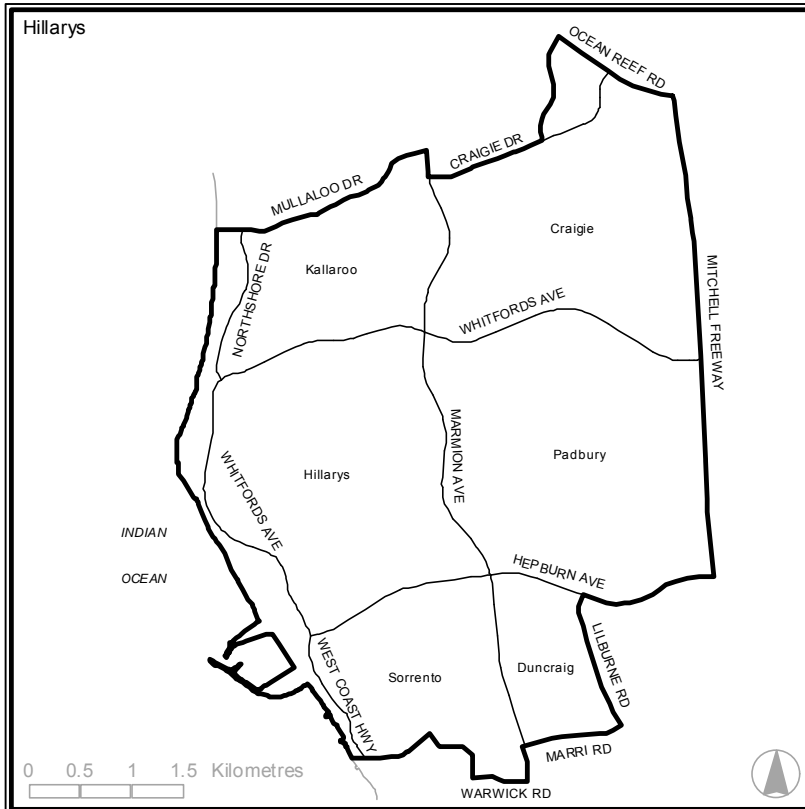 Hillarys
OCEAN REEF RD
CRAIGIE DR
MULLALOO DR
Craigie
NORTHSHORE DR
Kallaroo
MITCHELL FREEWAY
WHITFORDS AVE
MARMION AVE
Padbury
WHITFORDS AVE
Hillarys
INDIAN
OCEAN
HEPBURN AVE
LILBURNE RD
WEST COAST HWY
Sorrento
Duncraig
MARRI RD
0 0.5 1 1.5 Kilometres
WARWICK RD